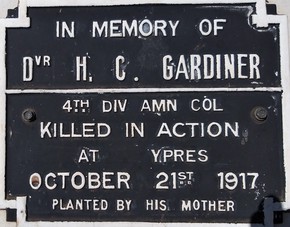 IN MEMORY OF
DVR H. C. GARDINER
4TH DIV AMN COL
KILLED IN ACTION
AT YPRES
OCTOBER 21ST 1917
PLANTED BY HIS MOTHER